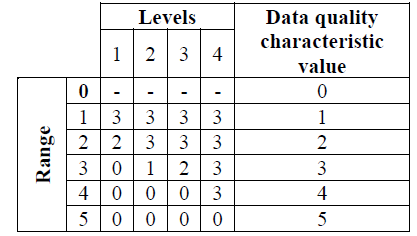 Levels Data quality
characteristic
value
1 2 3 4
Range
0 - - - - 0
1 3 3 3 3 1
2 2 3 3 3 2
3 0 1 2 3 3
4 0 0 0 3 4
5 0 0 0 0 5